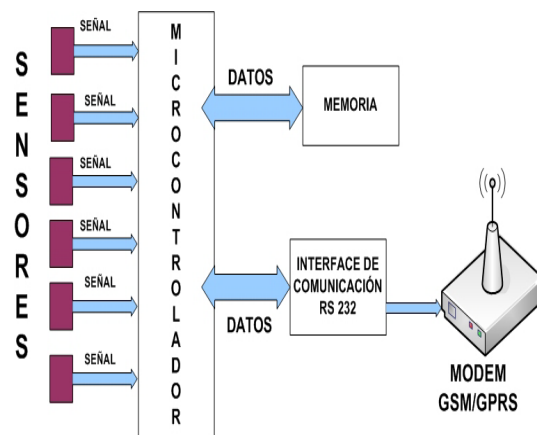 SENSORES
SEÑAL
SEÑAL
SEÑAL
SEÑAL
SEÑAL
SEÑAL
MICROCONTROLADOR
DATOS
MEMORIA
DATOS
INTERFACE DE
COMUNICACIÓN
RS 232
MODEM
GSM/GPRS